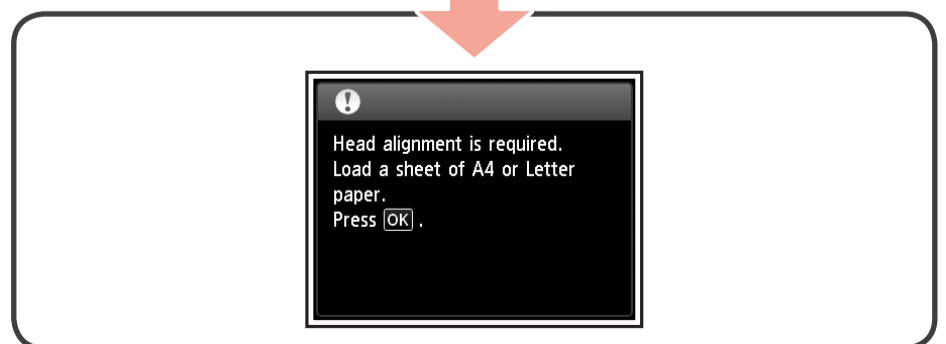 Head alignment is required.
Load a sheet of A4 or Letter
paper.
Press OK .